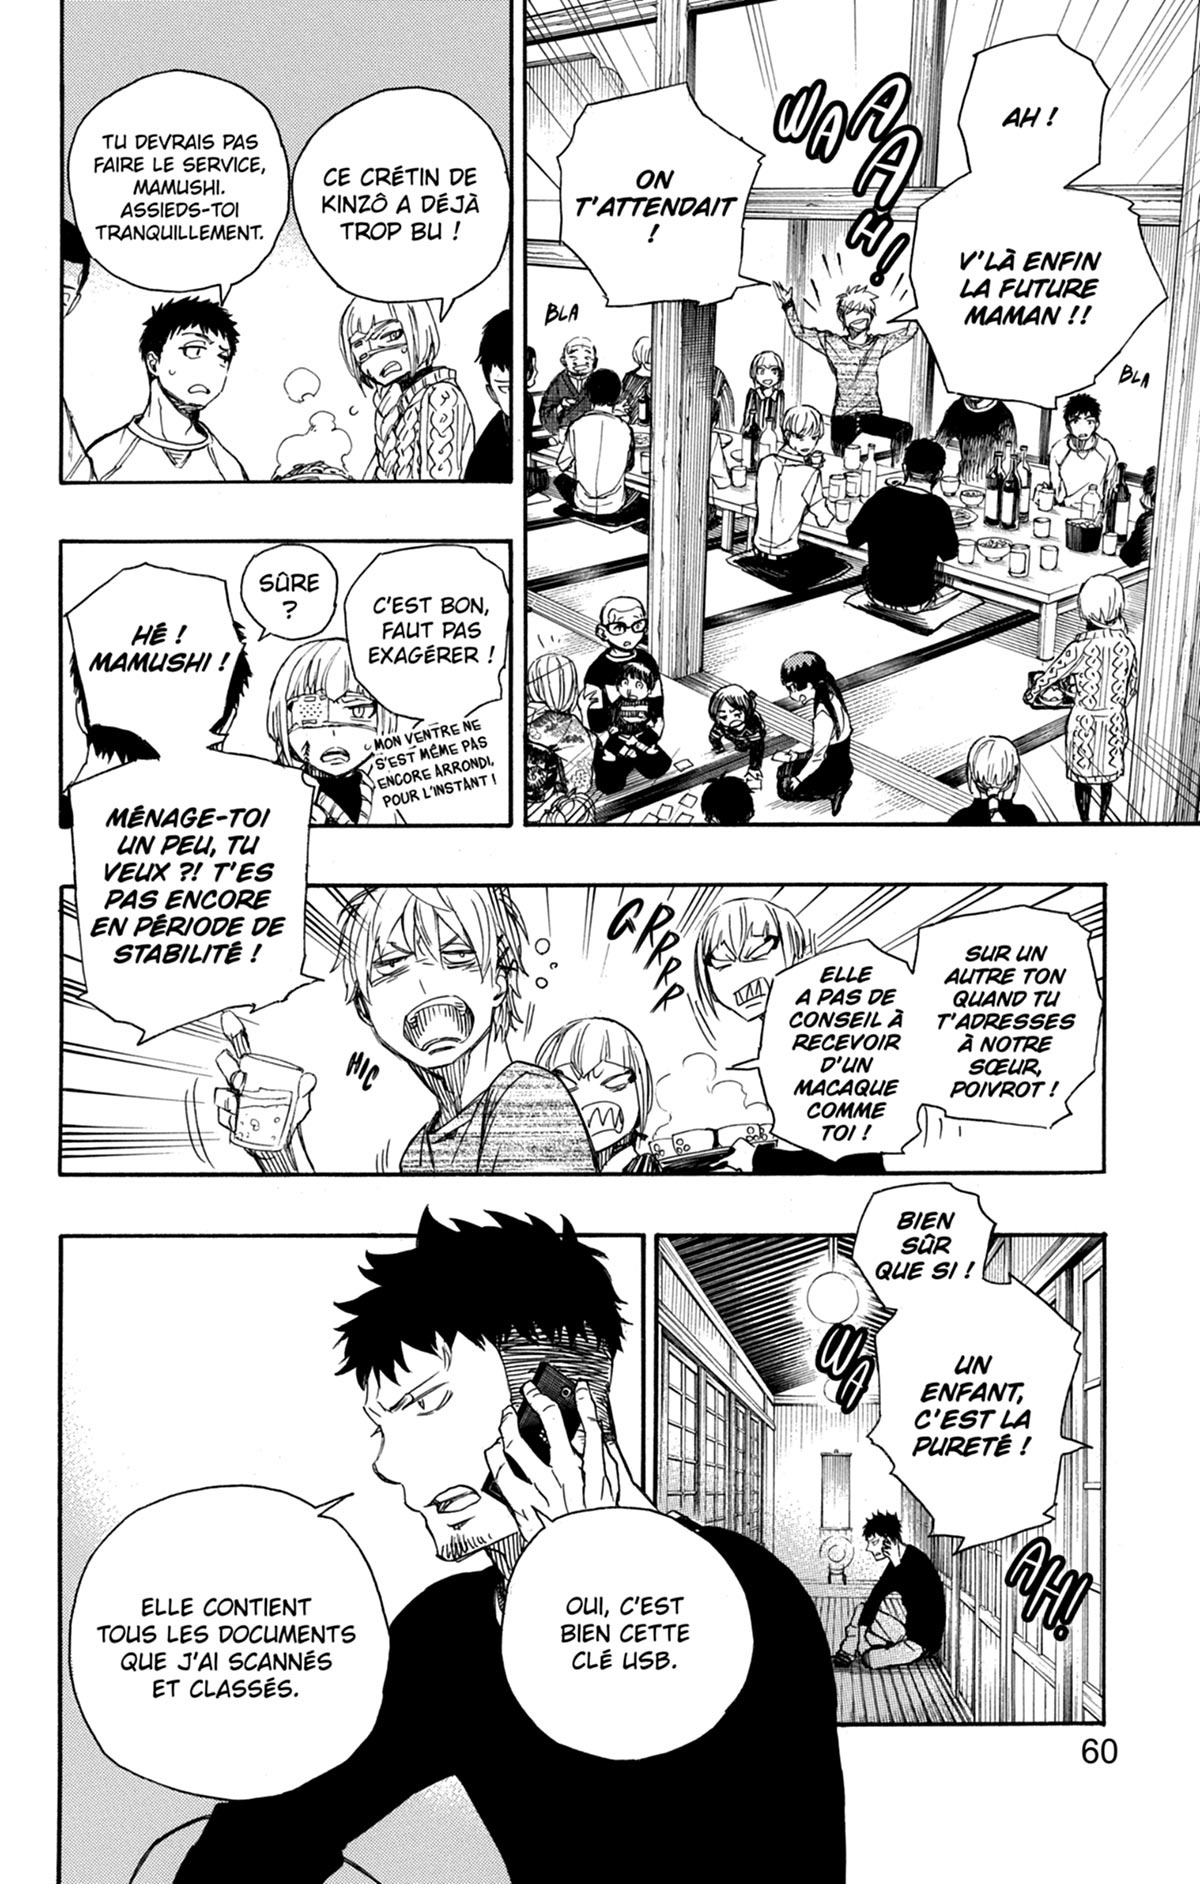 AH !
V'LÀ ENFIN
LA FUTURE
MAMAN !!
WAAAAH!
ON
T'ATTENDAIT
!
BLA
BLA
CE CRÉTIN DE
KINZÔ A DÉJÀ
TROP BU !
TU DEVRAIS PAS
FAIRE LE SERVICE,
MAMUSHI.
ASSIEDS-TOI
TRANQUILLEMENT.
C'EST BON,
FAUT PAS
EXAGÉRER !
MON VENTRE NE
S'EST MÊME PAS
ENCORE ARRONDI,
POUR L'INSTANT !
SÛRE
?
HÉ !
MAMUSHI !
MÉNAGE-TOI
UN PEU, TU
VEUX ?! T'ES
PAS ENCORE
EN PÉRIODE DE
STABILITÉ !
SUR UN
AUTRE TON
QUAND TU
T'ADRESSES
À NOTRE
SŒUR,
POIVROT !
ELLE
A PAS DE
CONSEIL À
RECEVOIR
D'UN
MACAQUE
COMME
TOI !
GRRRR
HIC
BIEN
SÛR
QUE SI !
UN
ENFANT,
C'EST LA
PURETÉ !
WA
AH!
OUI, C'EST
BIEN CETTE
CLÉ USB.
ELLE CONTIENT
TOUS LES DOCUMENTS
QUE J'AI SCANNÉS
ET CLASSÉS.
60